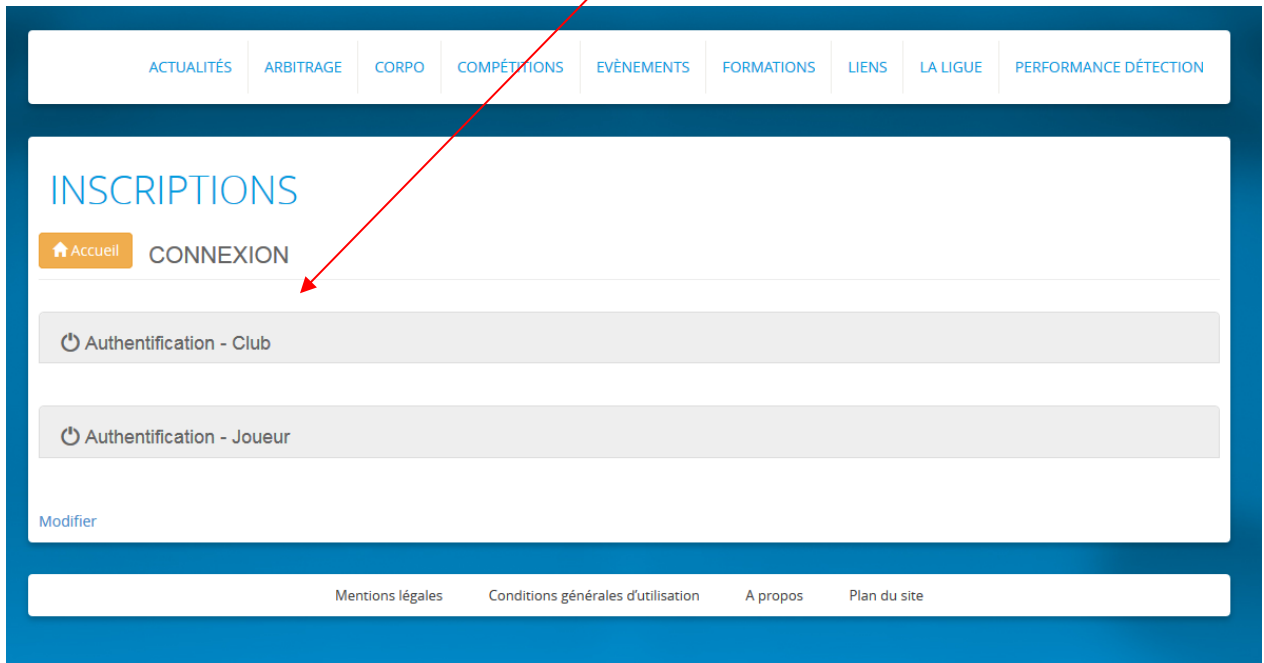 ACTUALITÉS ARBITRAGE CORPO COMPÉTITIONS EVÈNEMENTS FORMATIONS LIENS LA LIGUE PERFORMANCE DÉTECTION
INSCRIPTIONS
Accueil CONNEXION
Authentification - Club
Authentification - Joueur
Modifier
Mentions légales Conditions générales d'utilisation A propos Plan du site